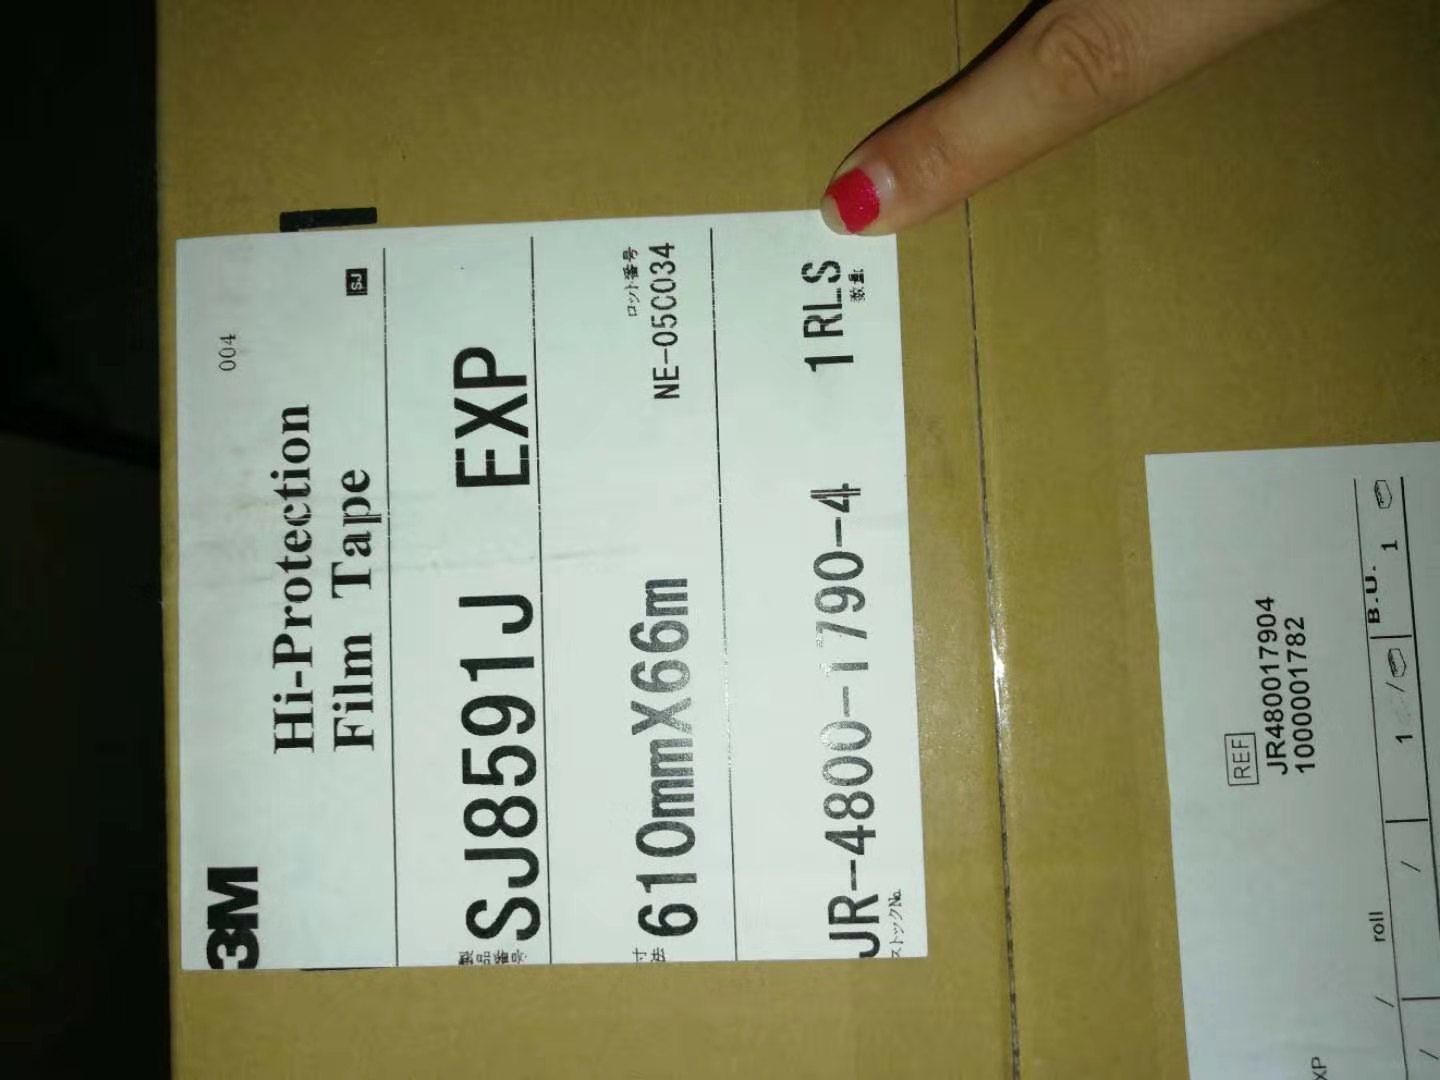 3M
004
Hi-Protection
Film Tape
SJ
製品番号
SJ8591J EXP
寸法
610mmX66m
ロット番号
NE-05C034
JR-4800-1790-4
ストックNo.
1RLS
数量
REF
JR480017904
1000001782
B.U.
1 / 1
/ roll / /
XP /